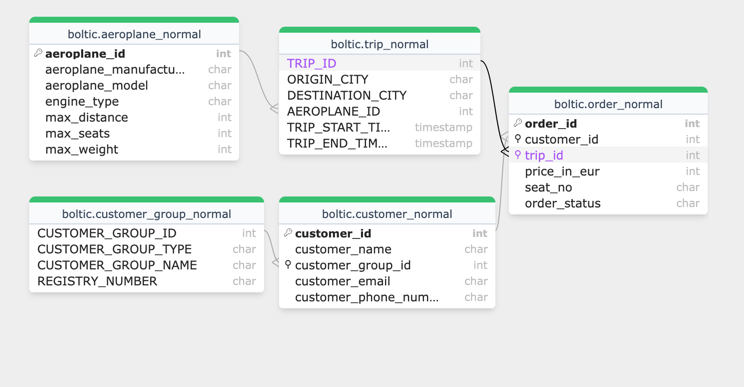 boltic.aeroplane_normal
aeroplane_id int
aeroplane_manufactu... char
aeroplane_model char
engine_type char
max_distance int
max_seats int
max_weight int
boltic.trip_normal
TRIP_ID int
ORIGIN_CITY char
DESTINATION_CITY char
AEROPLANE_ID int
TRIP_START_TI... timestamp
TRIP_END_TIM... timestamp
boltic.order_normal
order_id int
customer_id int
trip_id int
price_in_eur int
seat_no char
order_status char
boltic.customer_group_normal
CUSTOMER_GROUP_ID int
CUSTOMER_GROUP_TYPE char
CUSTOMER_GROUP_NAME char
REGISTRY_NUMBER char
boltic.customer_normal
customer_id int
customer_name char
customer_group_id int
customer_email char
customer_phone_num... char